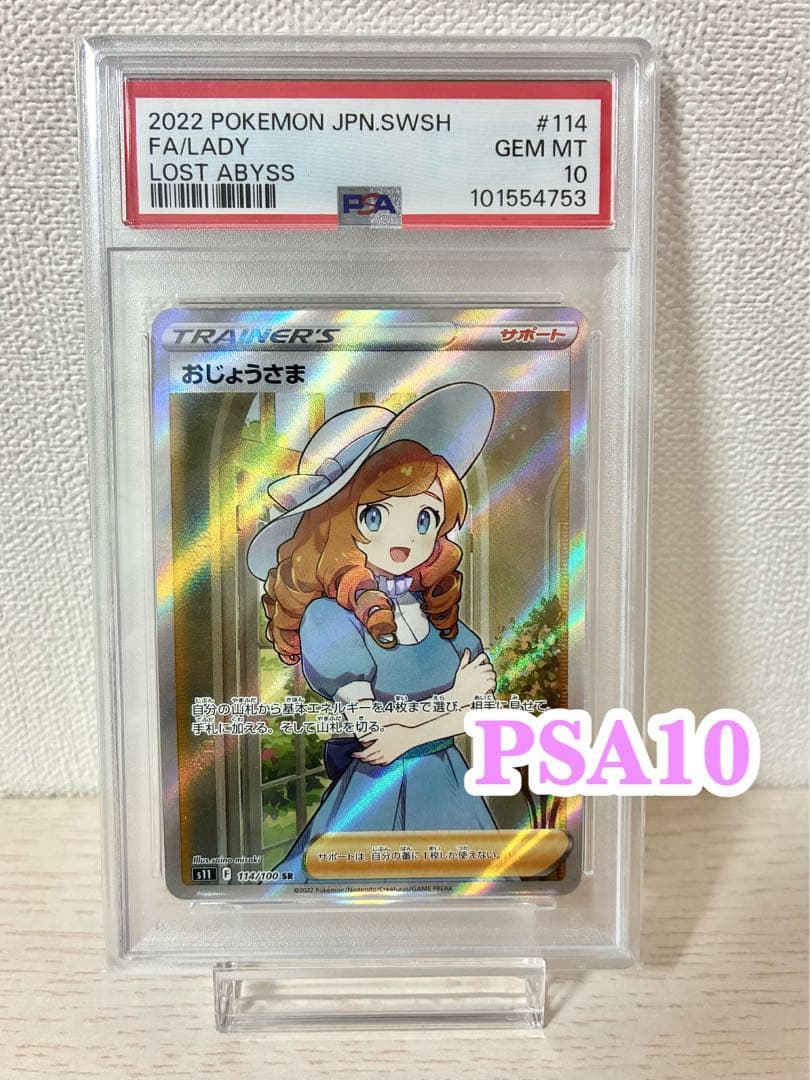 2022 POKEMON JPN.SWSH #114
FA/LADY GEM MT
LOST ABYSS 10
PSA 101554753
TRAINER'S サポート
おじょうさま
自分の山札から基本エネルギーを4枚まで選び、相手に見せて、
手札に加える。そして山札を切る。
PSA10
サポートは、自分の番に1枚しか使えない。
Illus. saino misaki
s11 F 114/100 SR
©2022 Pokémon/Nintendo/Creatures/GAME FREAK